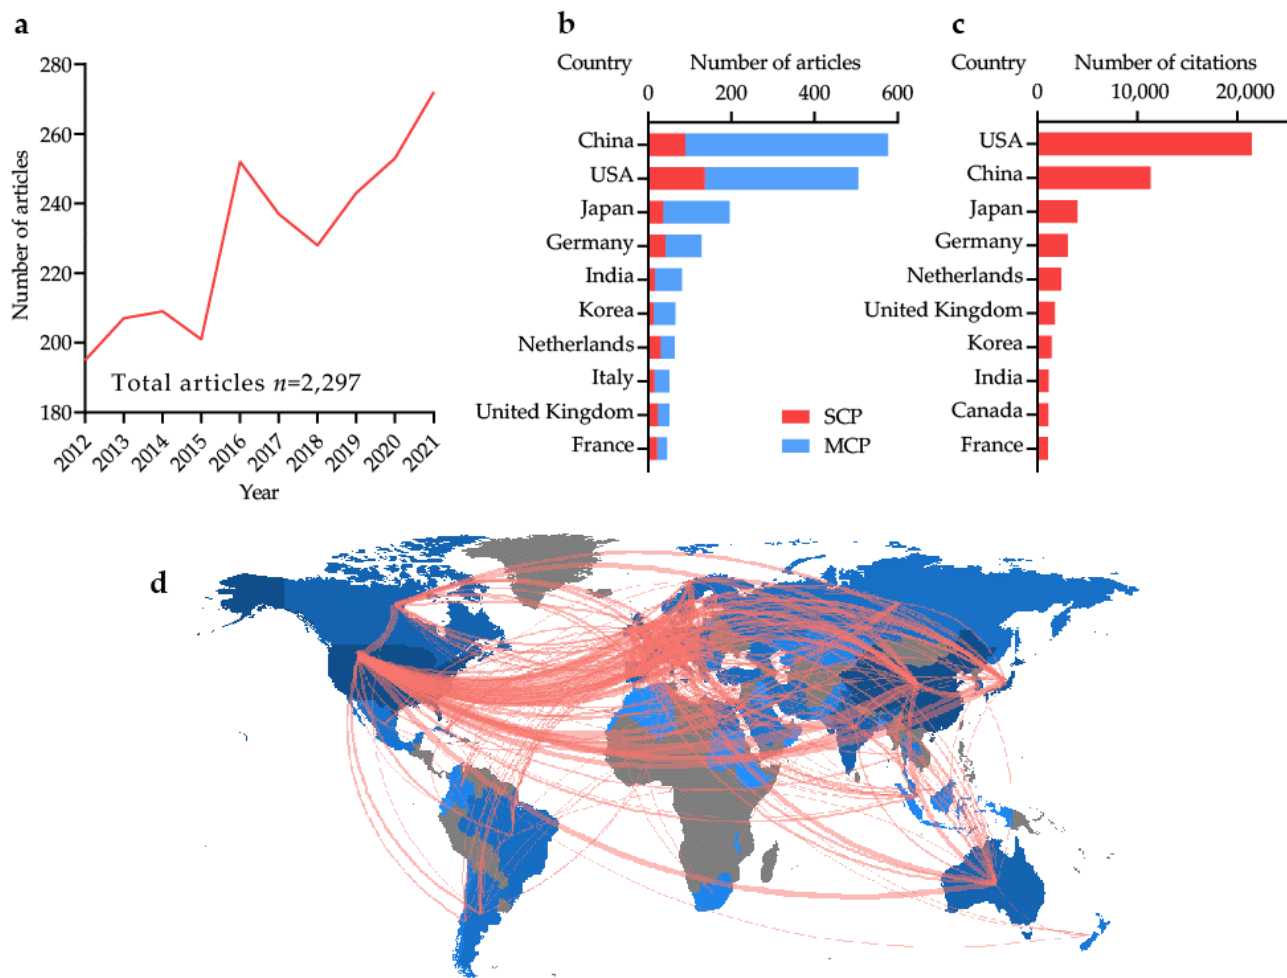 a
280
260
240
220
200
180
Number of articles
Total articles n=2,297
2012
2013
2014
2015
2016
2017
2018
2019
2020
2021
Year
b
Country
Number of articles
0
200
400
600
China
USA
Japan
Germany
India
Korea
Netherlands
Italy
United Kingdom
France
SCP
MCP
c
Country
Number of citations
0
10,000
20,000
USA
China
Japan
Germany
Netherlands
United Kingdom
Korea
India
Canada
France
d